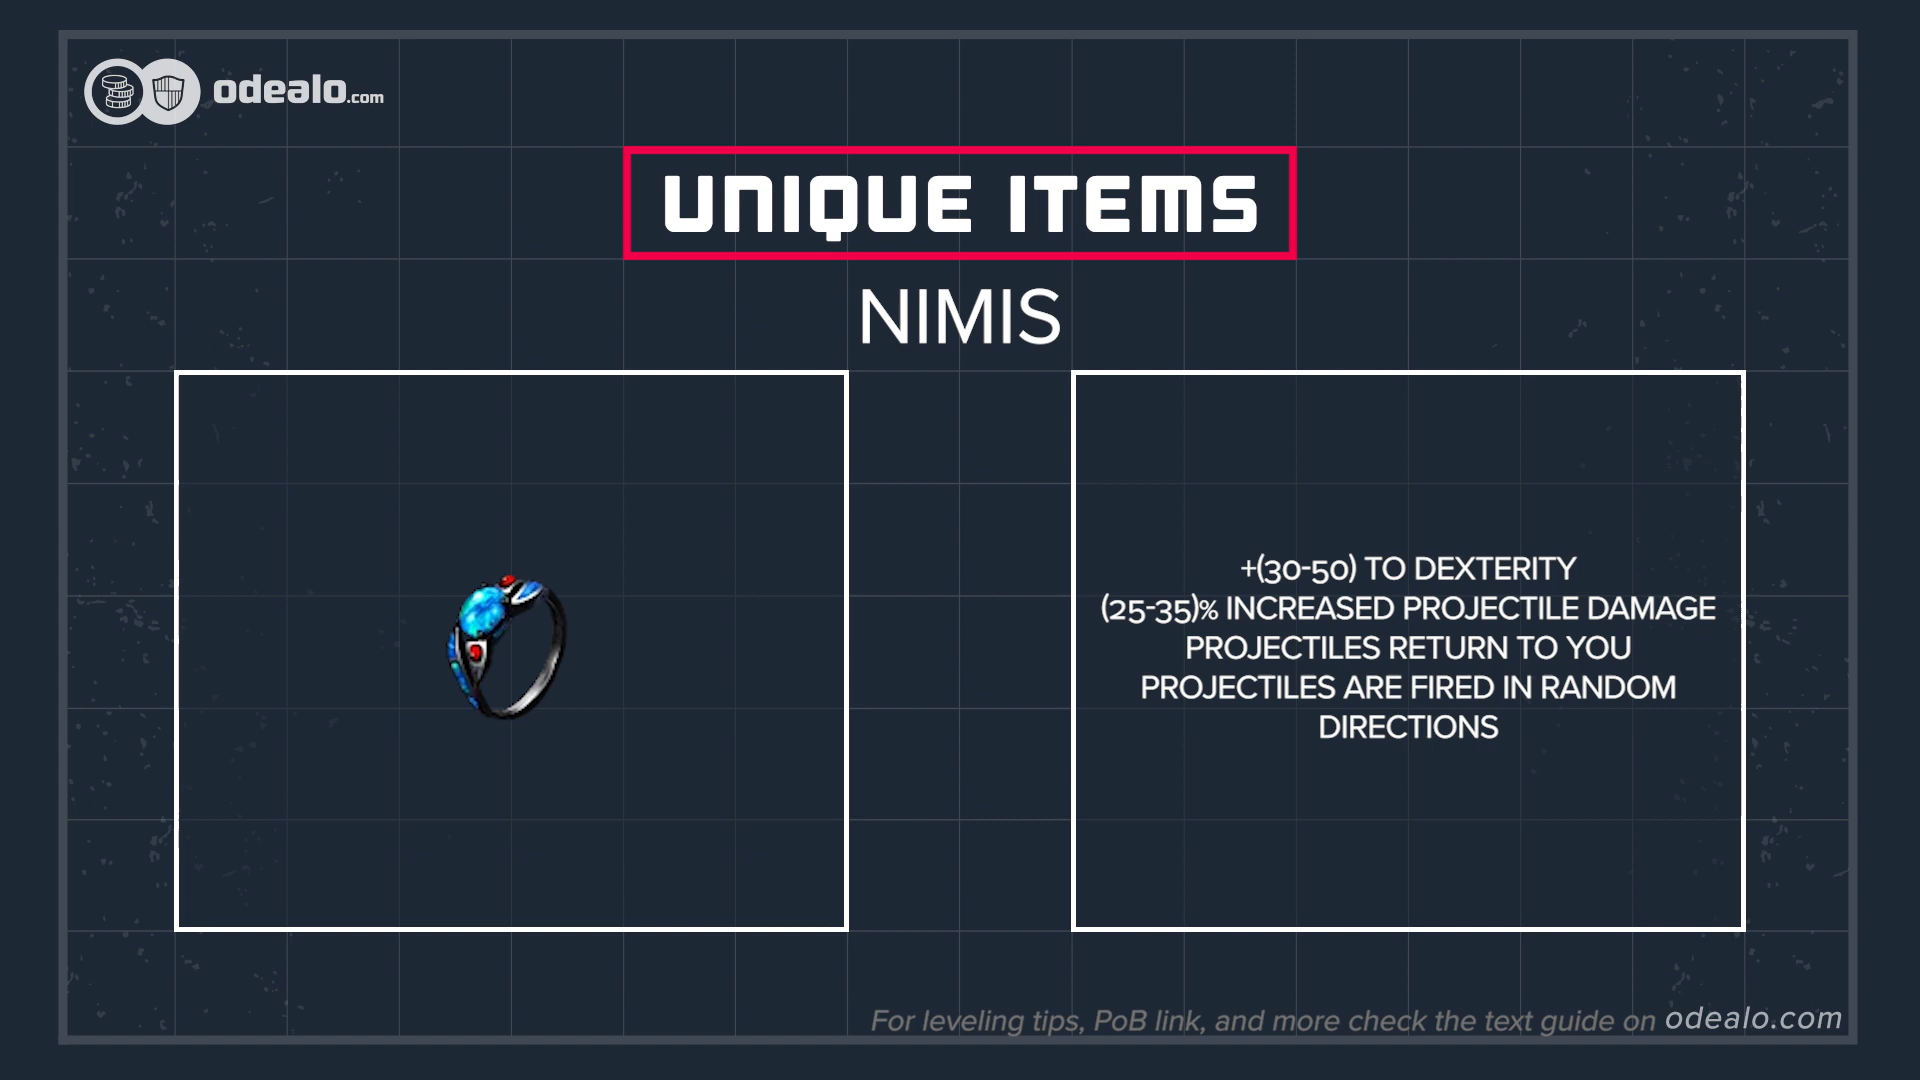 odealo.com
UNIQUE ITEMS
NIMIS
+(30-50) TO DEXTERITY
(25-35)% INCREASED PROJECTILE DAMAGE
PROJECTILES RETURN TO YOU
PROJECTILES ARE FIRED IN RANDOM
DIRECTIONS
For leveling tips, PoB link, and more check the text guide on odealo.com